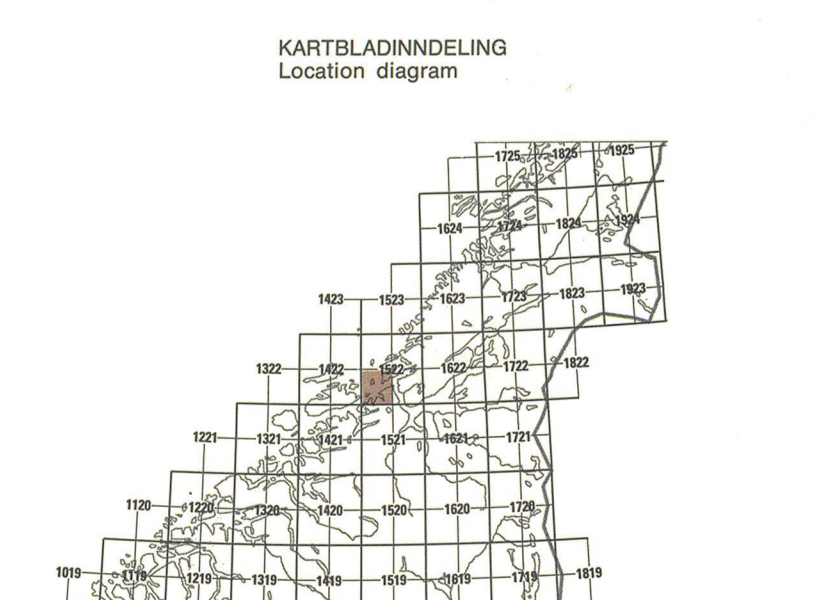 KARTBLADINNDELING
Location diagram
1725 1825 1925
1624 1724 1824 1924
1423 1523 1623 1723 1823 1923
1322 1422 1522 1622 1722 1822
1221 1321 1421 1521 1621 1721
1120 1220 1320 1420 1520 1620 1720
1019 1119 1219 1319 1419 1519 1619 1719 1819